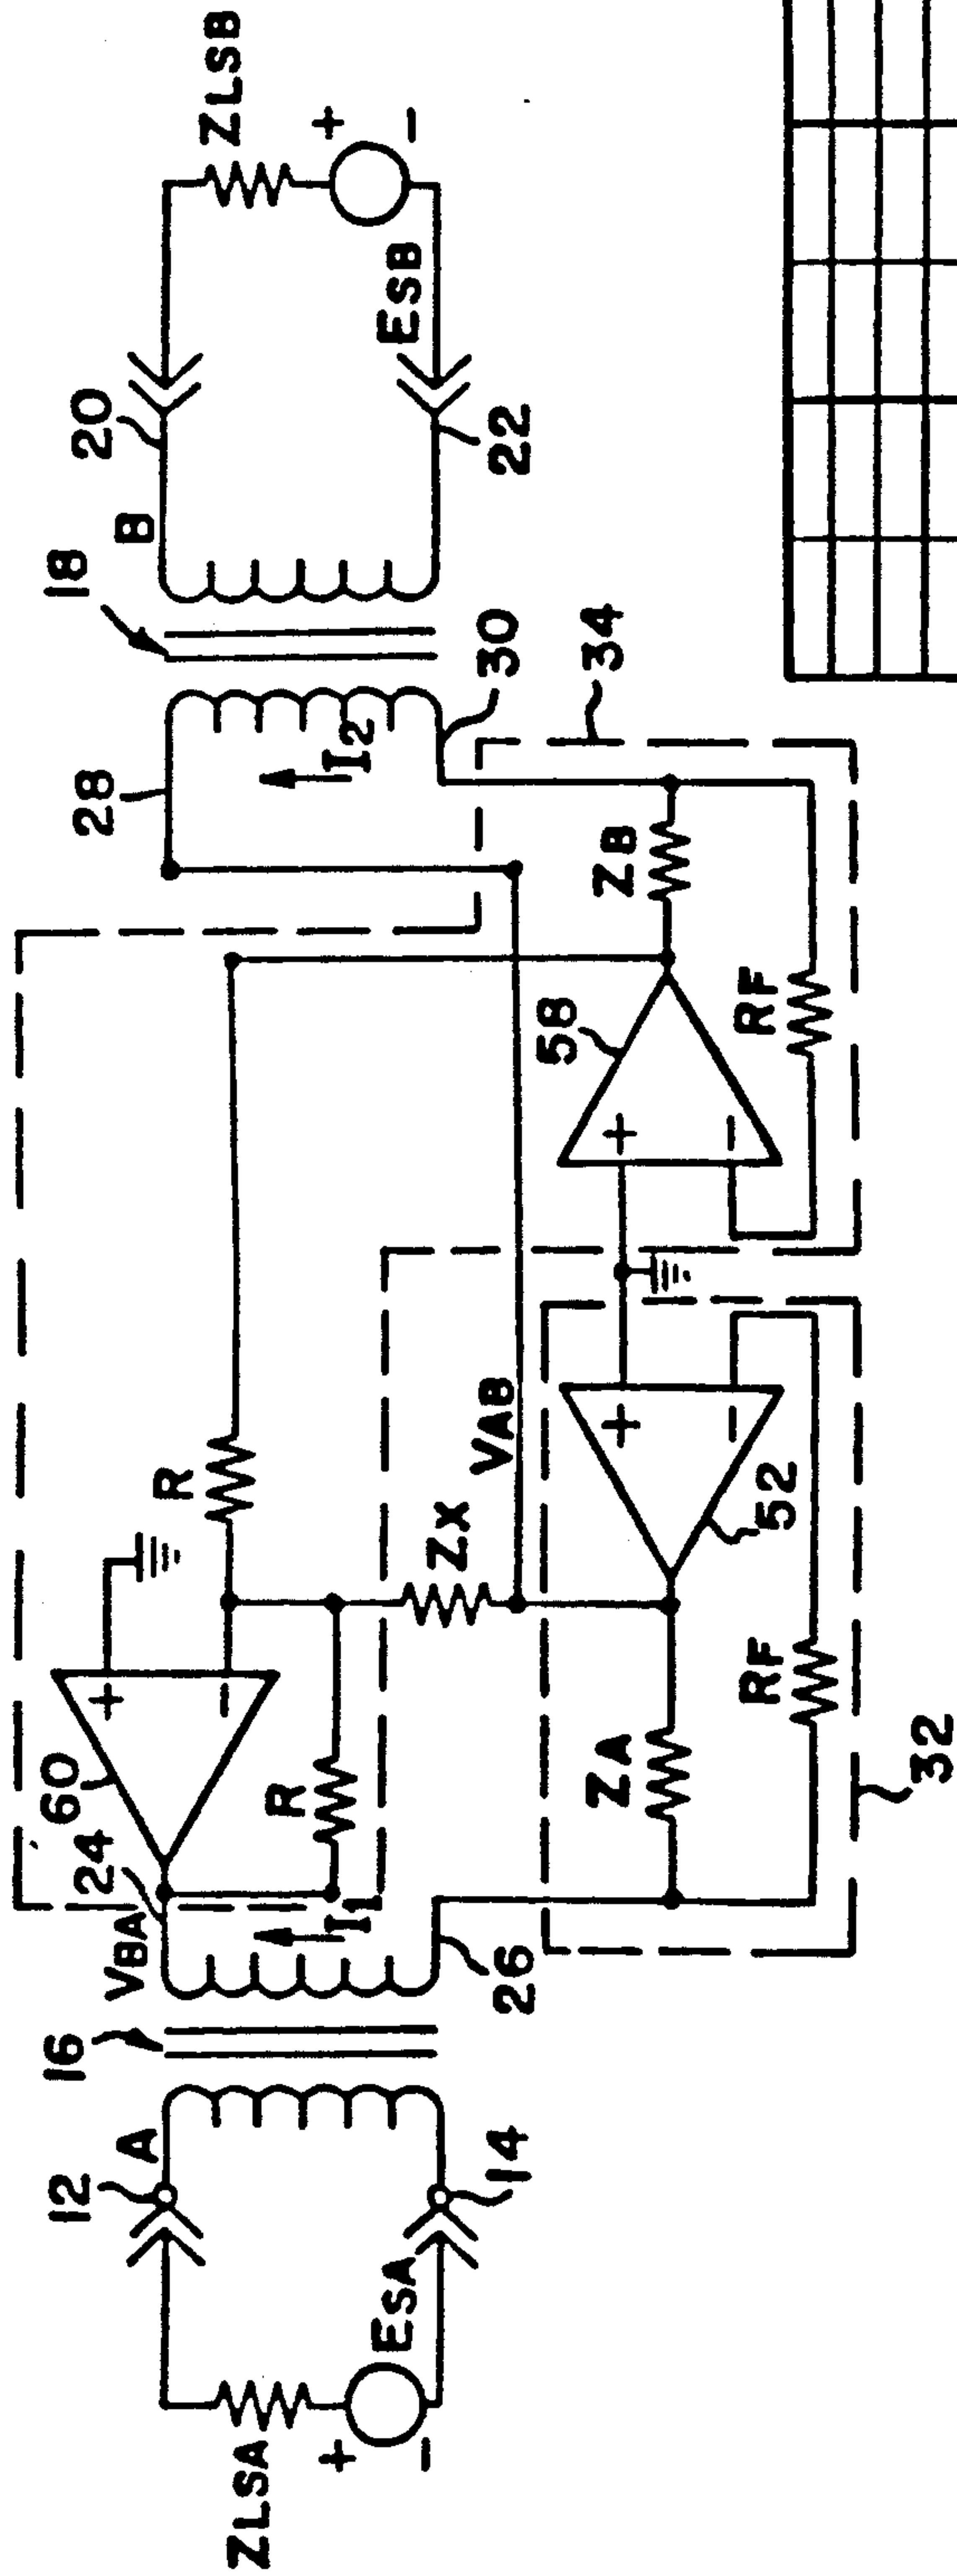 ZLSA
+
-
ESA
12
A
14
16
VBA
24
26
I1
60
+
-
R
R
ZX
VAB
ZA
RF
32
52
+
-
58
+
-
ZB
RF
34
28
I2
30
18
B
20
22
ZLSB
+
-
ESB